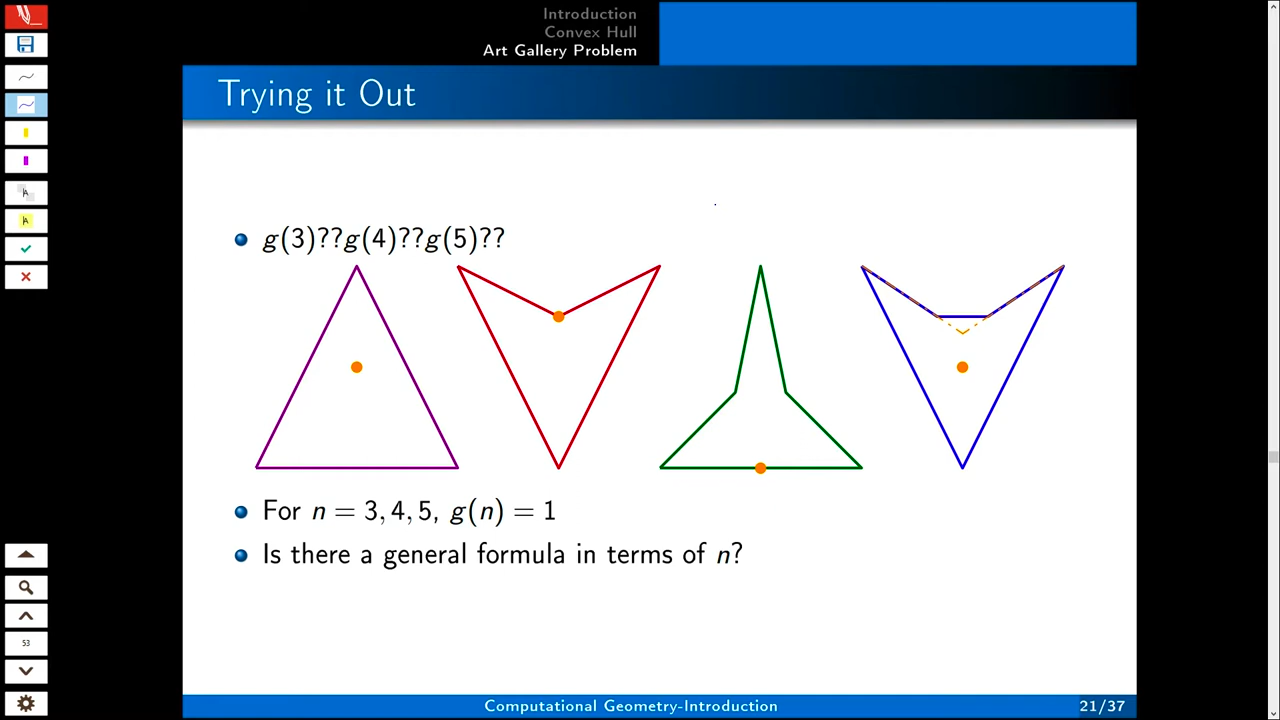 Introduction
Convex Hull
Art Gallery Problem
Trying it Out
g(3)??g(4)??g(5)??
For n = 3, 4, 5, g(n) = 1
Is there a general formula in terms of n?
53
Computational Geometry-Introduction
21/37